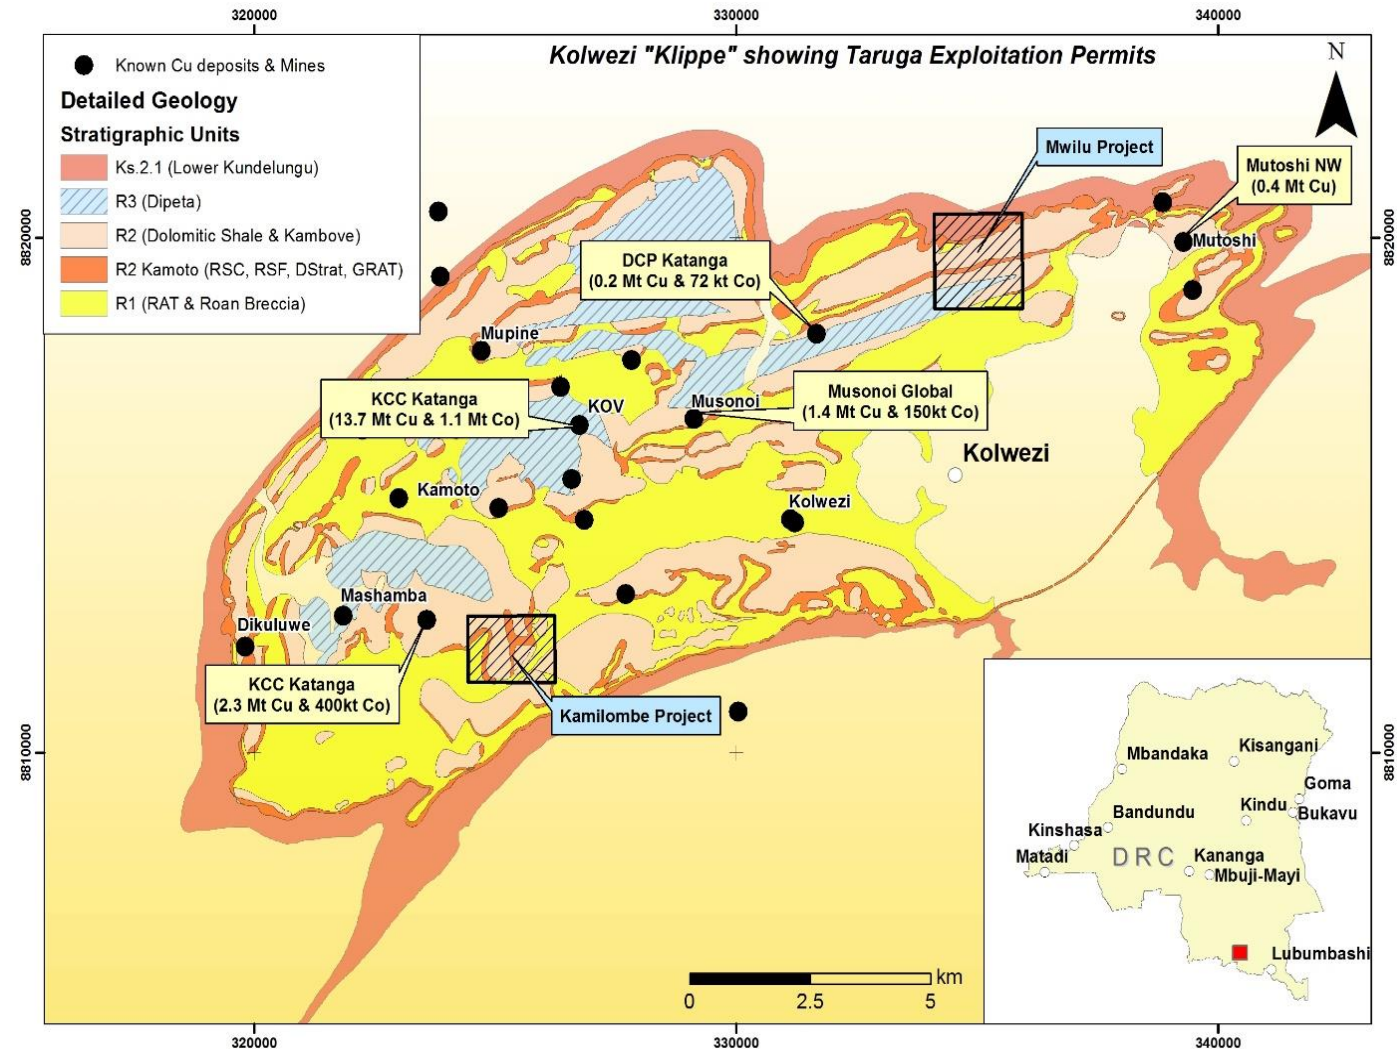 320000
330000
340000
Kolwezi "Klippe" showing Taruga Exploitation Permits
N
Known Cu deposits & Mines
Detailed Geology
Stratigraphic Units
Ks.2.1 (Lower Kundelungu)
R3 (Dipeta)
R2 (Dolomitic Shale & Kambove)
R2 Kamoto (RSC, RSF, DStrat, GRAT)
R1 (RAT & Roan Breccia)
Mwilu Project
Mutoshi NW
(0.4 Mt Cu)
8820000
8820000
Mutoshi
DCP Katanga
(0.2 Mt Cu & 72 kt Co)
Mupine
KCC Katanga
(13.7 Mt Cu & 1.1 Mt Co)
KOV
Musonoi
Musonoi Global
(1.4 Mt Cu & 150kt Co)
Kolwezi
Kamoto
Kolwezi
Mashamba
Dikuluwe
KCC Katanga
(2.3 Mt Cu & 400kt Co)
Kamilombe Project
8810000
8810000
Mbandaka
Kisangani
Goma
Bandundu
Kindu
Bukavu
Kinshasa
Matadi
DRC
Kananga
Mbuji-Mayi
Lubumbashi
km
0
2.5
5
320000
330000
340000